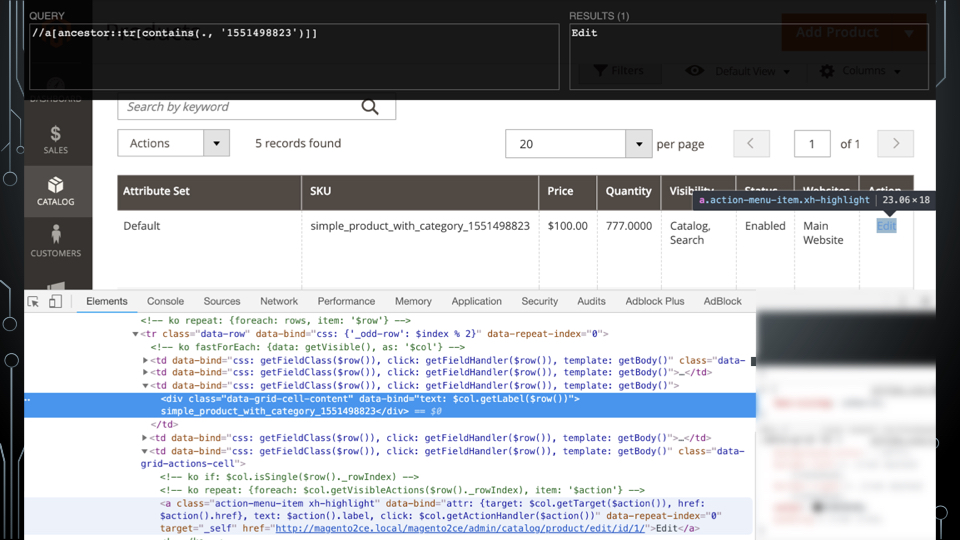 QUERY
//a[ancestor::tr[contains(., '1551498823')]]
RESULTS (1)
Edit
Products
Add Product
Filters
Default View
Columns
DASHBOARD
SALES
CATALOG
CUSTOMERS
Search by keyword
Actions
5 records found
20
per page
1
of 1
Attribute Set
SKU
Price
Quantity
Visibility
Status
Websites
Action
a.action-menu-item.xh-highlight | 23.06×18
Default
simple_product_with_category_1551498823
$100.00
777.0000
Catalog,
Search
Enabled
Main
Website
Edit
Elements
Console
Sources
Network
Performance
Memory
Application
Security
Audits
Adblock Plus
AdBlock
<!-- ko repeat: {foreach: rows, item: '$row'} -->
▼<tr class="data-row" data-bind="css: {'_odd-row': $index % 2}" data-repeat-index="0">
<!-- ko fastForEach: {data: getVisible(), as: '$col'} -->
▶<td data-bind="css: getFieldClass($row()), click: getFieldHandler($row()), template: getBody()" class="data-
▶<td data-bind="css: getFieldClass($row()), click: getFieldHandler($row()), template: getBody()">…</td>
▼<td data-bind="css: getFieldClass($row()), click: getFieldHandler($row()), template: getBody()">
<div class="data-grid-cell-content" data-bind="text: $col.getLabel($row())">
simple_product_with_category_1551498823</div> == $0
</td>
▶<td data-bind="css: getFieldClass($row()), click: getFieldHandler($row()), template: getBody()">…</td>
▼<td data-bind="css: getFieldClass($row()), click: getFieldHandler($row()), template: getBody()" class="data-
grid-actions-cell">
<!-- ko if: $col.isSingle($row()._rowIndex) -->
<!-- ko repeat: {foreach: $col.getVisibleActions($row()._rowIndex), item: '$action'} -->
<a class="action-menu-item xh-highlight" data-bind="attr: {target: $col.getTarget($action()), href:
$action().href}, text: $action().label, click: $col.getActionHandler($action())" data-repeat-index="0"
target="_self" href="http://magento2ce.local/magento2ce/admin/catalog/product/edit/id/1/">Edit</a>